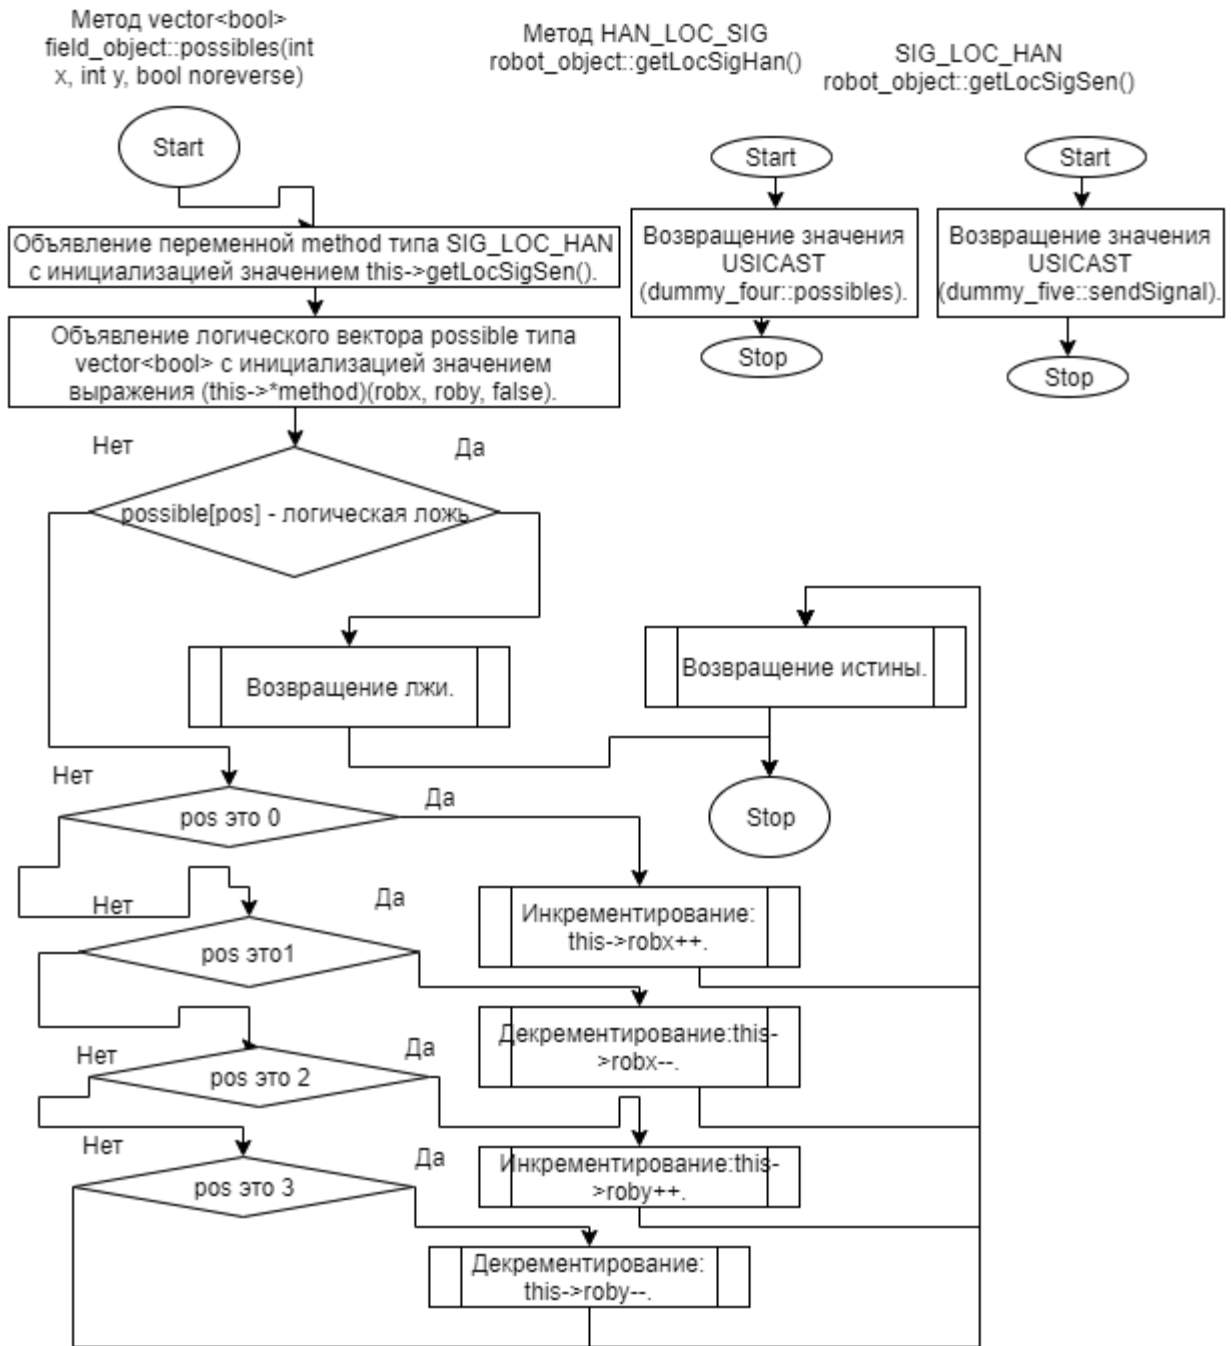 Метод vector<bool>
field_object::possibles(int
x, int y, bool noreverse)
Метод HAN_LOC_SIG
robot_object::getLocSigHan()
SIG_LOC_HAN
robot_object::getLocSigSen()
Start
Start
Start
Объявление переменной method типа SIG_LOC_HAN
с инициализацией значением this->getLocSigSen().
Возвращение значения
USICAST
(dummy_four::possibles).
Возвращение значения
USICAST
(dummy_five::sendSignal).
Объявление логического вектора possible типа
vector<bool> с инициализацией значением
выражения (this->*method)(robx, roby, false).
Stop
Stop
Нет
Да
possible[pos] - логическая ложь
Возвращение лжи.
Возвращение истины.
Нет
Да
pos это 0
Stop
Нет
Да
Инкрементирование:
this->robx++.
pos это1
Декрементирование:this-
>robx--.
Нет
Да
pos это 2
Нет
Да
Инкрементирование:this-
>roby++.
pos это 3
Декрементирование:
this->roby--.